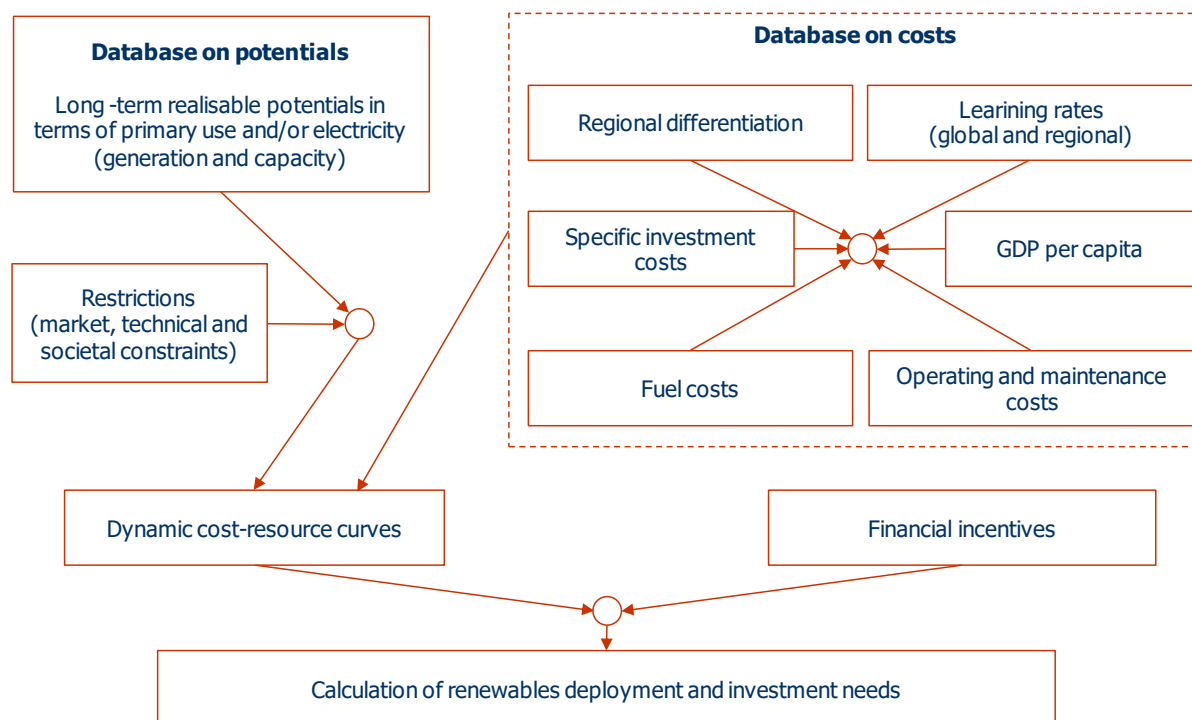 Database on potentials
Long -term realisable potentials in
terms of primary use and/or electricity
(generation and capacity)
Restrictions
(market, technical and
societal constraints)
Database on costs
Regional differentiation
Learining rates
(global and regional)
Specific investment
costs
GDP per capita
Fuel costs
Operating and maintenance
costs
Dynamic cost-resource curves
Financial incentives
Calculation of renewables deployment and investment needs